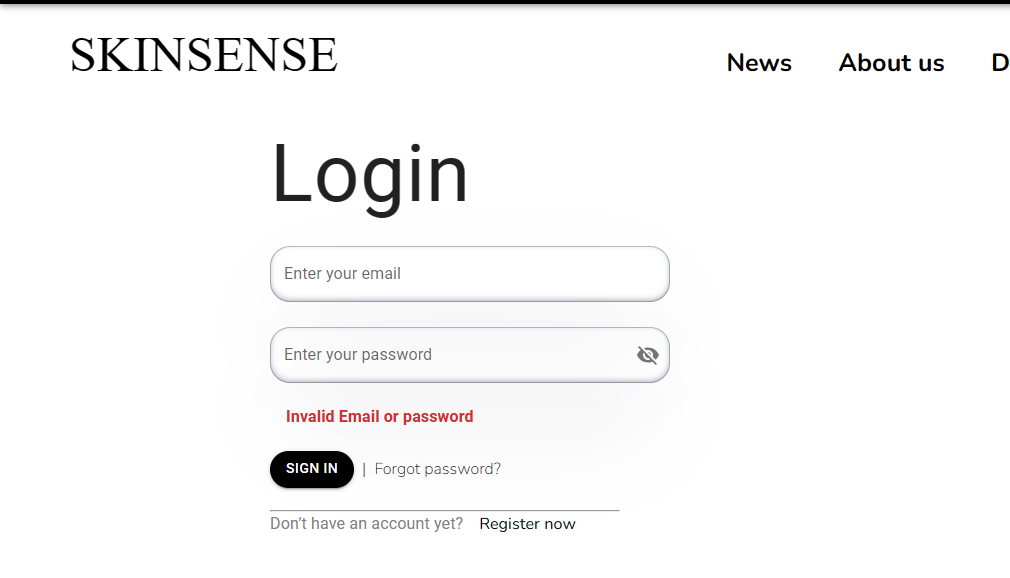 SKINSENSE
News About us D
Login
Enter your email
Enter your password
Invalid Email or password
SIGN IN | Forgot password?
Don't have an account yet? Register now